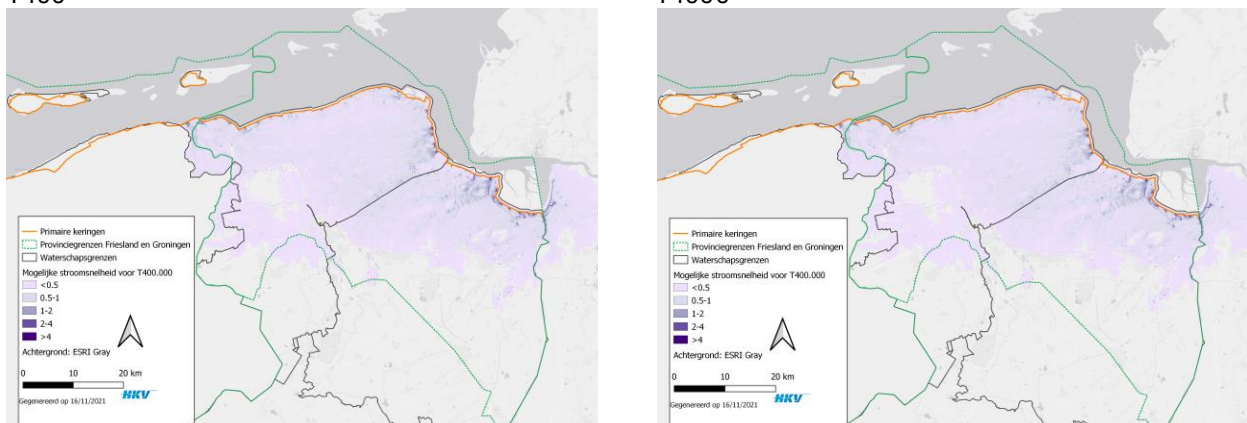 Primaire keringen
Provinciegrenzen Friesland en Groningen
Waterschapsgrenzen
Mogelijke stroomsnelheid voor T400.000
<0.5
0.5-1
1-2
2-4
>4
Achtergrond: ESRI Gray
0 10 20 km
HKV
Gegenereerd op 16/11/2021
Primaire keringen
Provinciegrenzen Friesland en Groningen
Waterschapsgrenzen
Mogelijke stroomsnelheid voor T400.000
<0.5
0.5-1
1-2
2-4
>4
Achtergrond: ESRI Gray
0 10 20 km
HKV
Gegenereerd op 16/11/2021